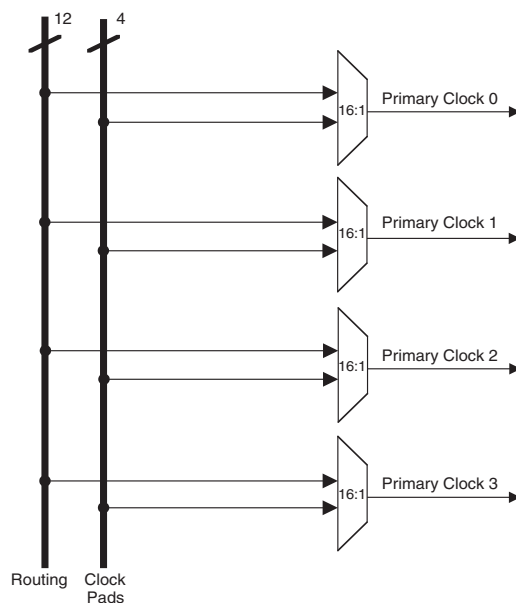 12
4
16:1
Primary Clock 0
16:1
Primary Clock 1
16:1
Primary Clock 2
16:1
Primary Clock 3
Routing
Clock
Pads